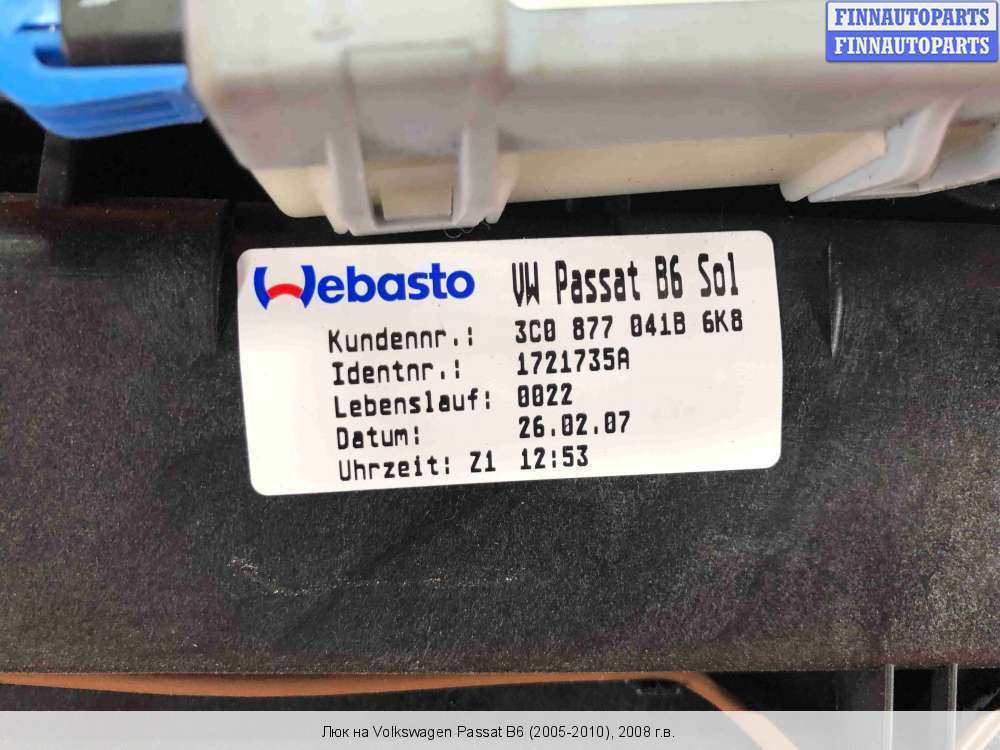 FINNAUTOPARTS
FINNAUTOPARTS
Webasto VW Passat B6 Sol
Kundennr.: 3C0 877 041B 6K8
Identnr.: 1721735A
Lebenslauf: 0022
Datum: 26.02.07
Uhrzeit: Z1 12:53
Люк на Volkswagen Passat B6 (2005-2010), 2008 г.в.